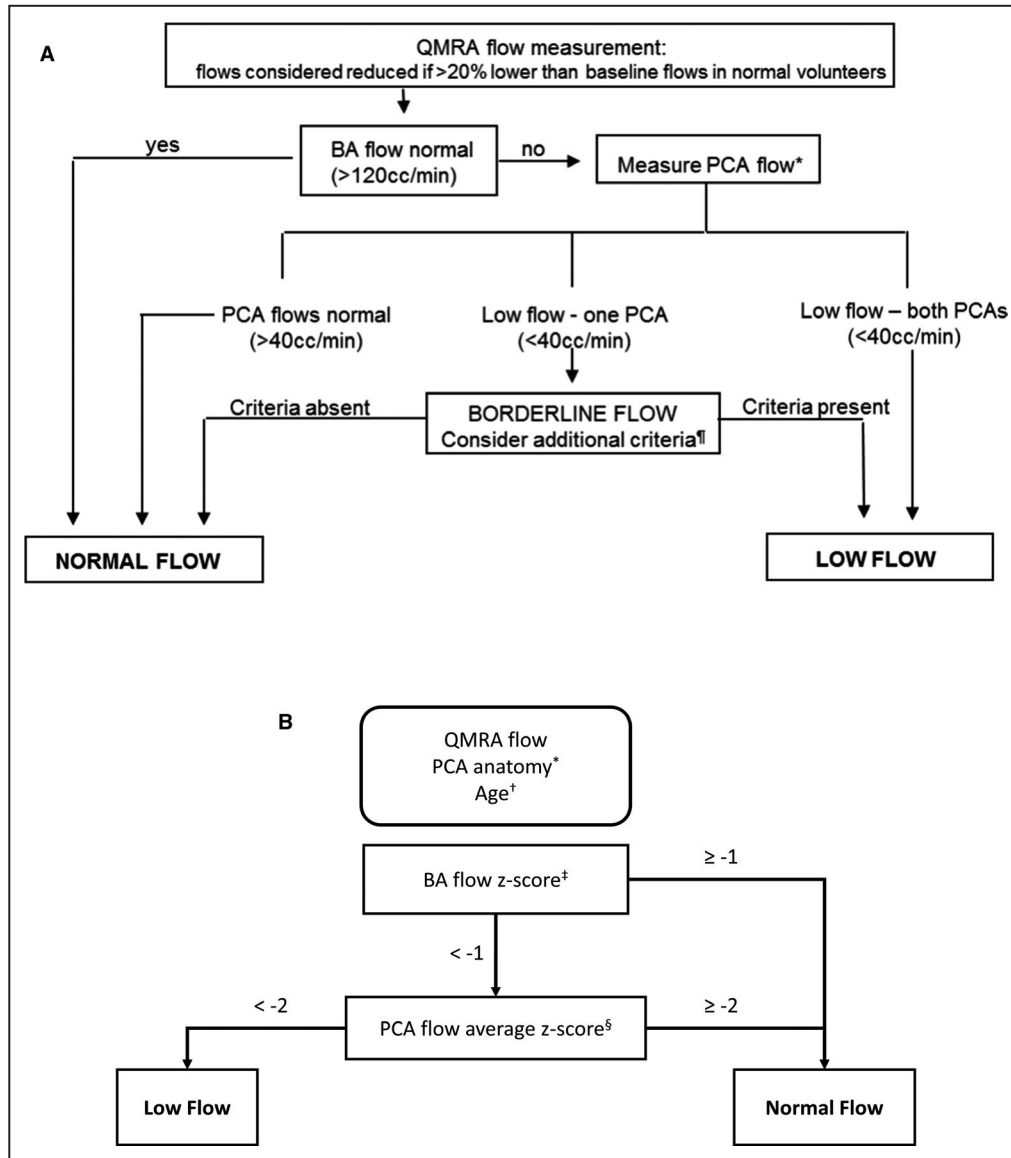 A
QMRA flow measurement:
flows considered reduced if >20% lower than baseline flows in normal volunteers
yes
BA flow normal
(>120cc/min)
no
Measure PCA flow*
PCA flows normal
(>40cc/min)
Low flow - one PCA
(<40cc/min)
Low flow – both PCAs
(<40cc/min)
Criteria absent
BORDERLINE FLOW
Consider additional criteria¶
Criteria present
NORMAL FLOW
LOW FLOW
B
QMRA flow
PCA anatomy*
Age†
BA flow z-score‡
≥ -1
< -1
< -2
PCA flow average z-score§
≥ -2
Low Flow
Normal Flow